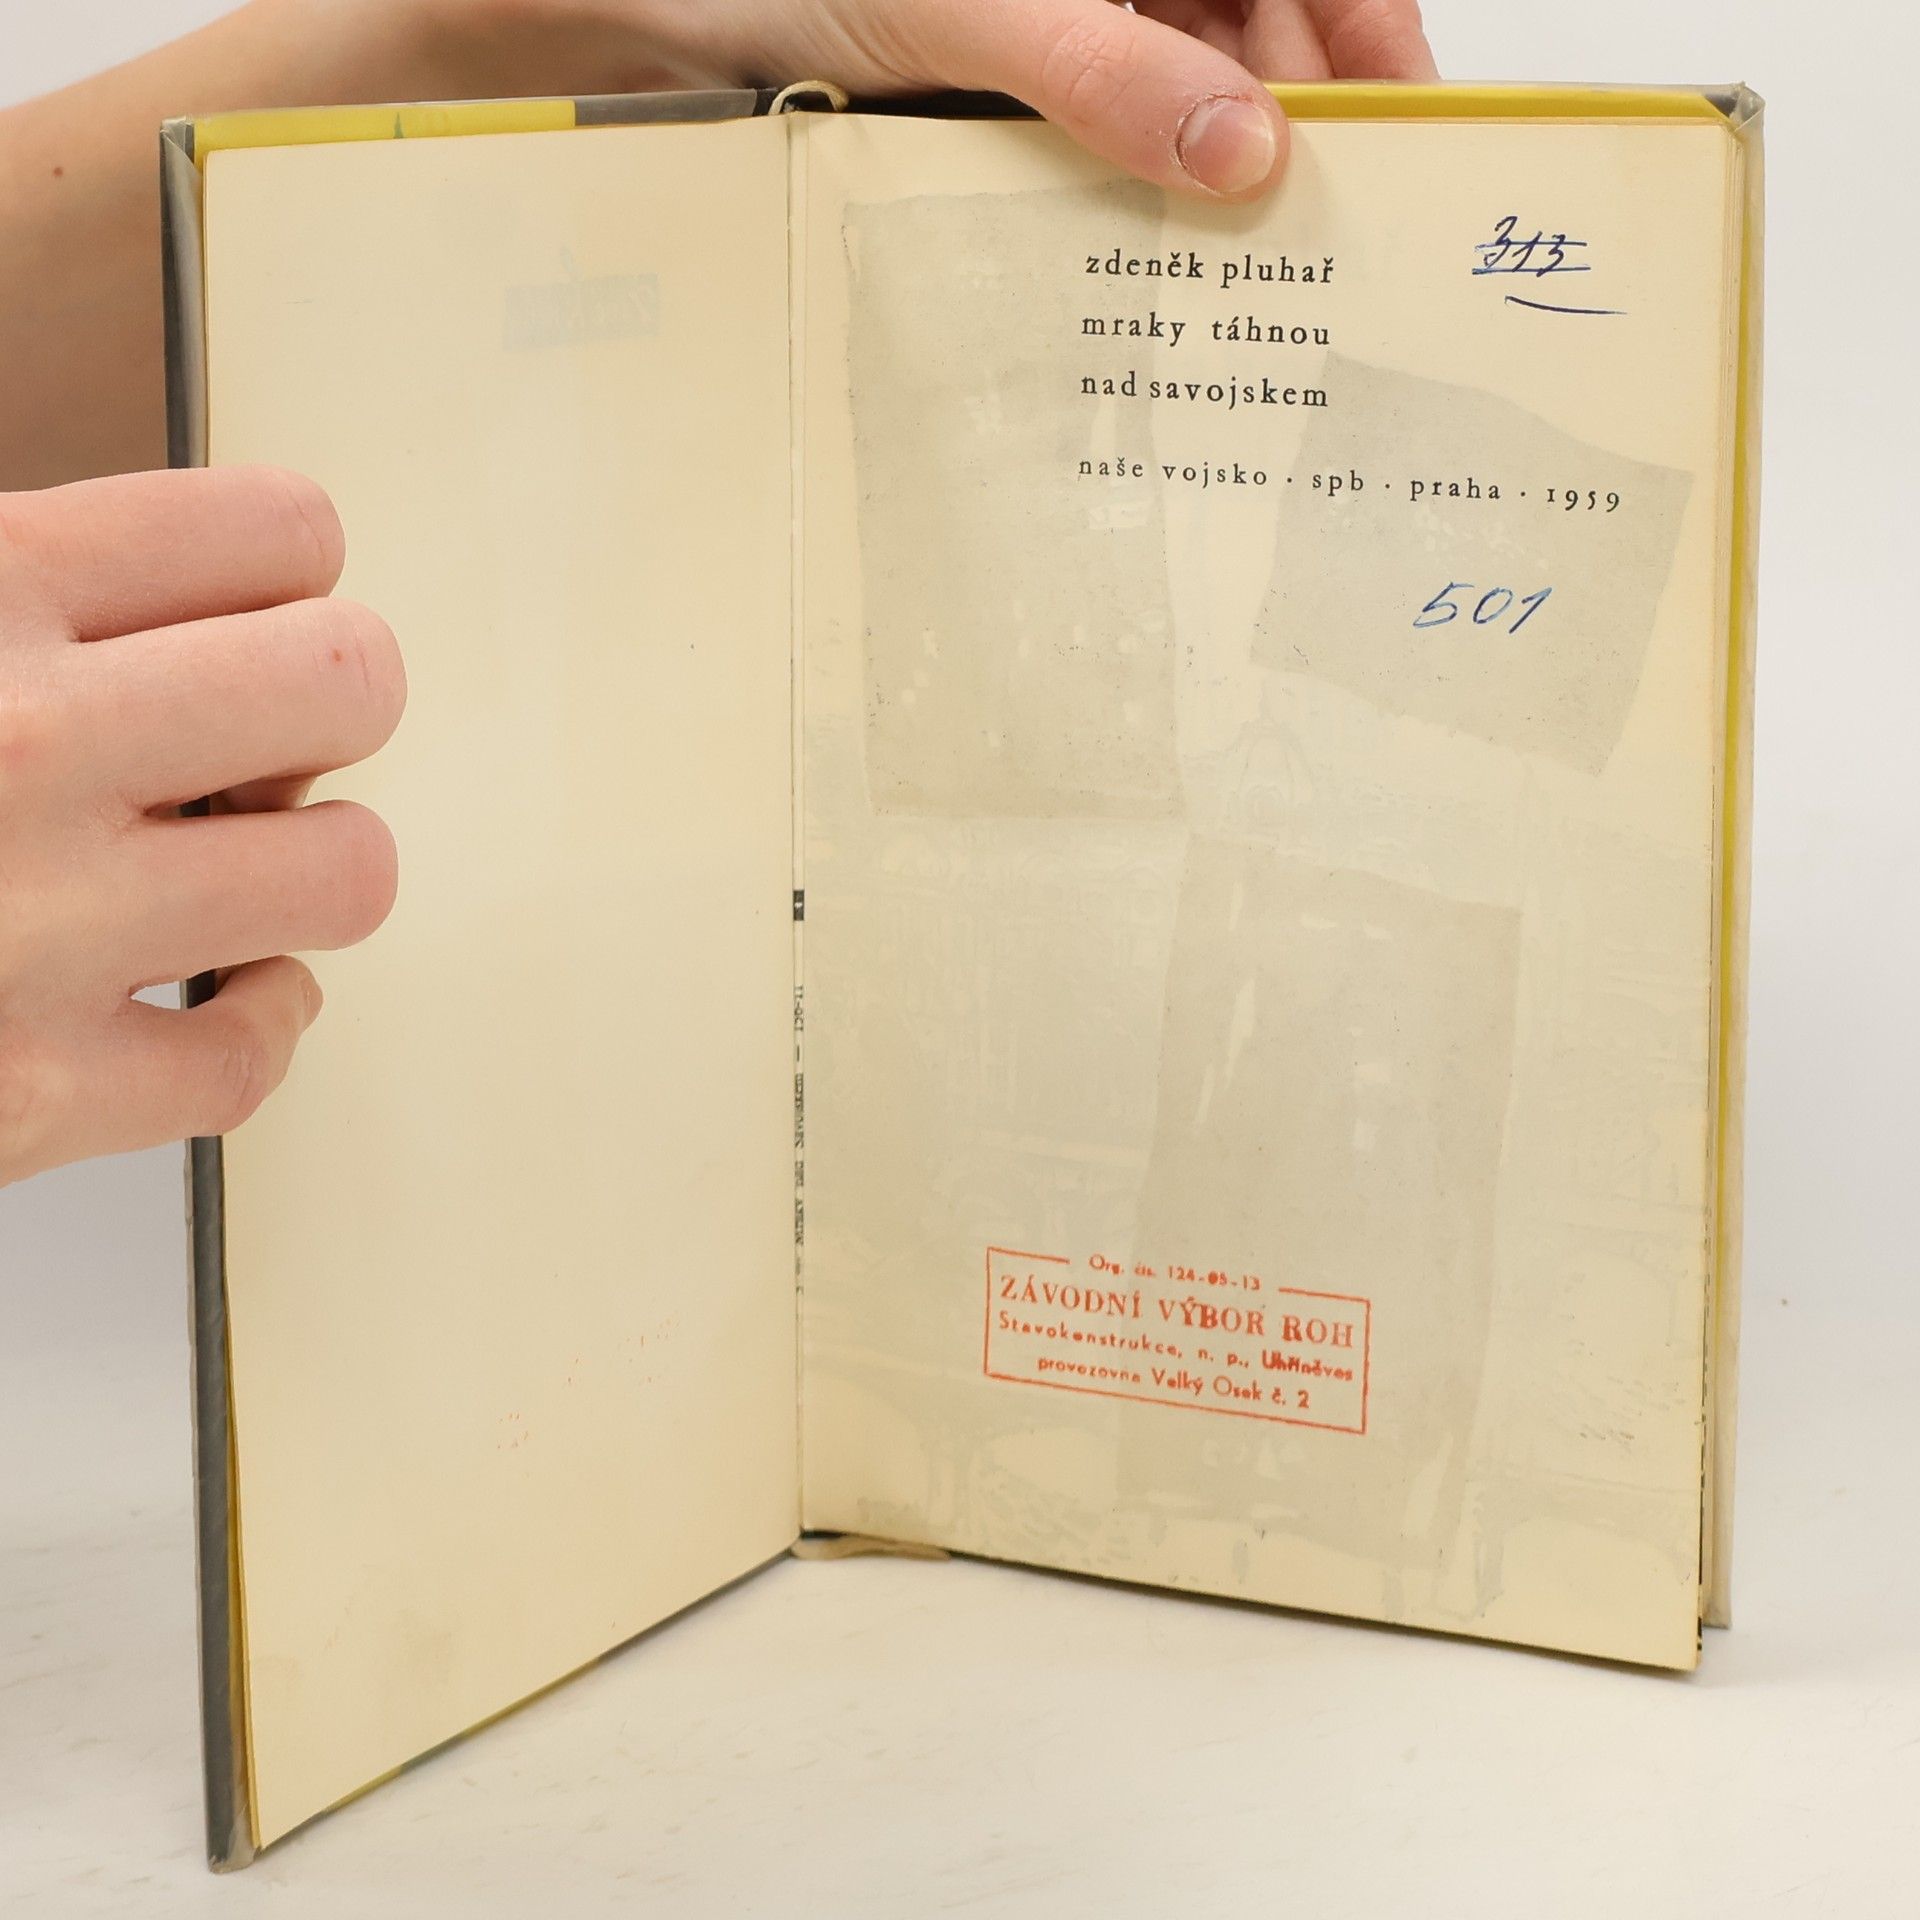 zdeněk pluhař
313
mraky táhnou
nad savojskem
naše vojsko · spb · praha · 1959
501
Org. čís. 124-05-13
ZÁVODNÍ VÝBOR ROH
Stavokonstrukce, n. p., Uhříněves
provozovna Velký Osek č. 2